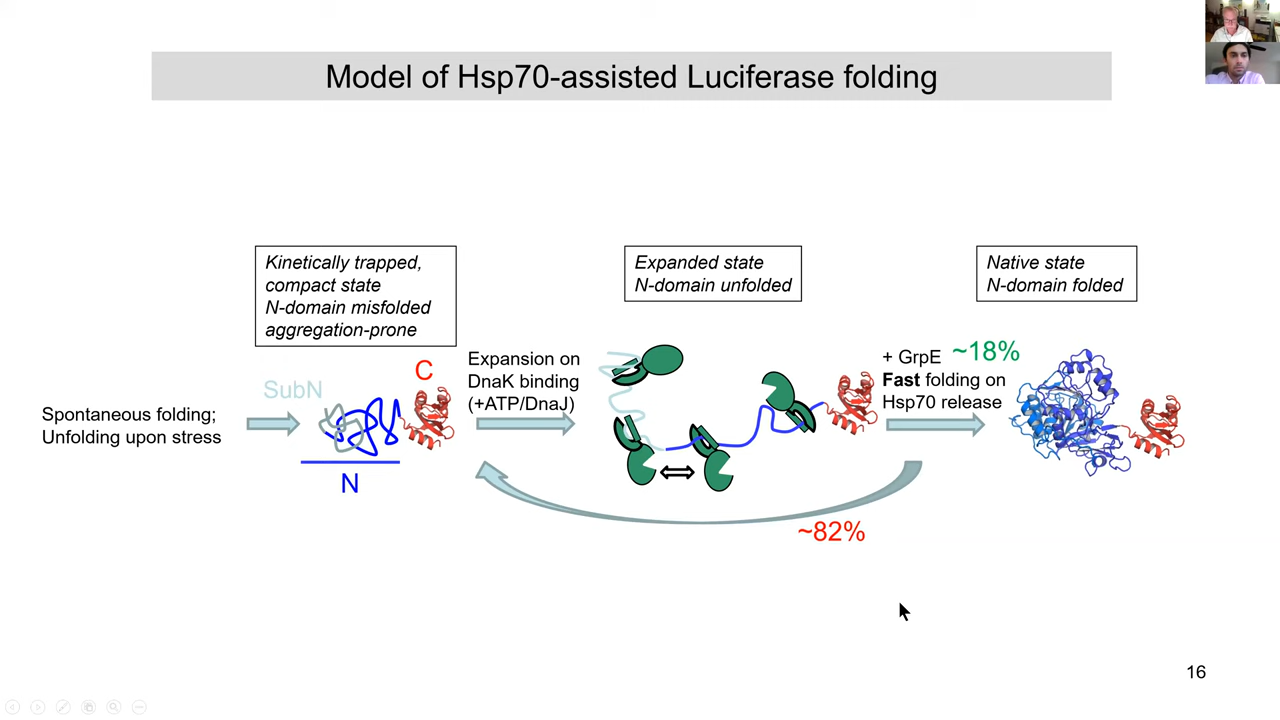 Model of Hsp70-assisted Luciferase folding
Kinetically trapped,
compact state
N-domain misfolded
aggregation-prone
Expanded state
N-domain unfolded
Native state
N-domain folded
Spontaneous folding;
Unfolding upon stress
SubN
C
N
Expansion on
DnaK binding
(+ATP/DnaJ)
+ GrpE ~18%
Fast folding on
Hsp70 release
~82%
16